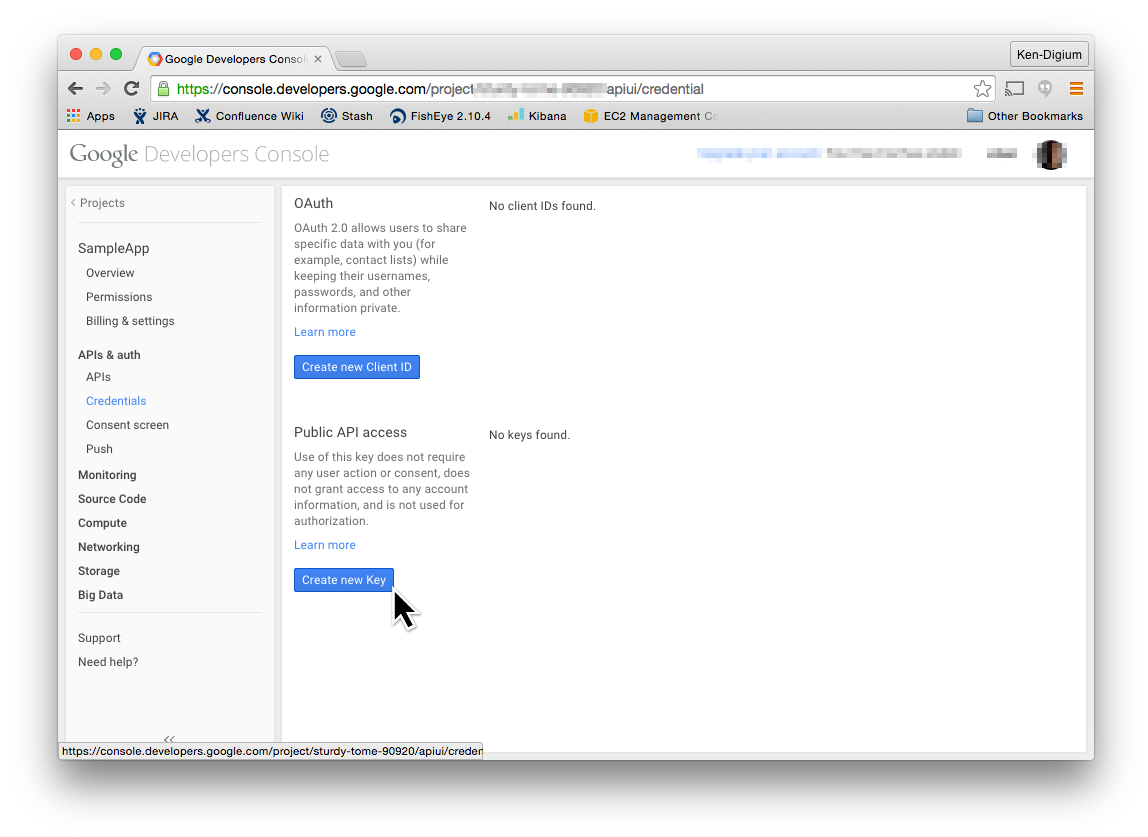 Google Developers Conso
Ken-Digium
https://console.developers.google.com/project
apiui/credential
Apps JIRA Confluence Wiki Stash FishEye 2.10.4 Kibana EC2 Management Co Other Bookmarks
Google Developers Console
Projects
SampleApp
Overview
Permissions
Billing & settings
APIs & auth
APIs
Credentials
Consent screen
Push
Monitoring
Source Code
Compute
Networking
Storage
Big Data
Support
Need help?
OAuth
OAuth 2.0 allows users to share
specific data with you (for
example, contact lists) while
keeping their usernames,
passwords, and other
information private.
Learn more
Create new Client ID
No client IDs found.
Public API access
Use of this key does not require
any user action or consent, does
not grant access to any account
information, and is not used for
authorization.
Learn more
Create new Key
No keys found.
https://console.developers.google.com/project/sturdy-tome-90920/apiui/creden